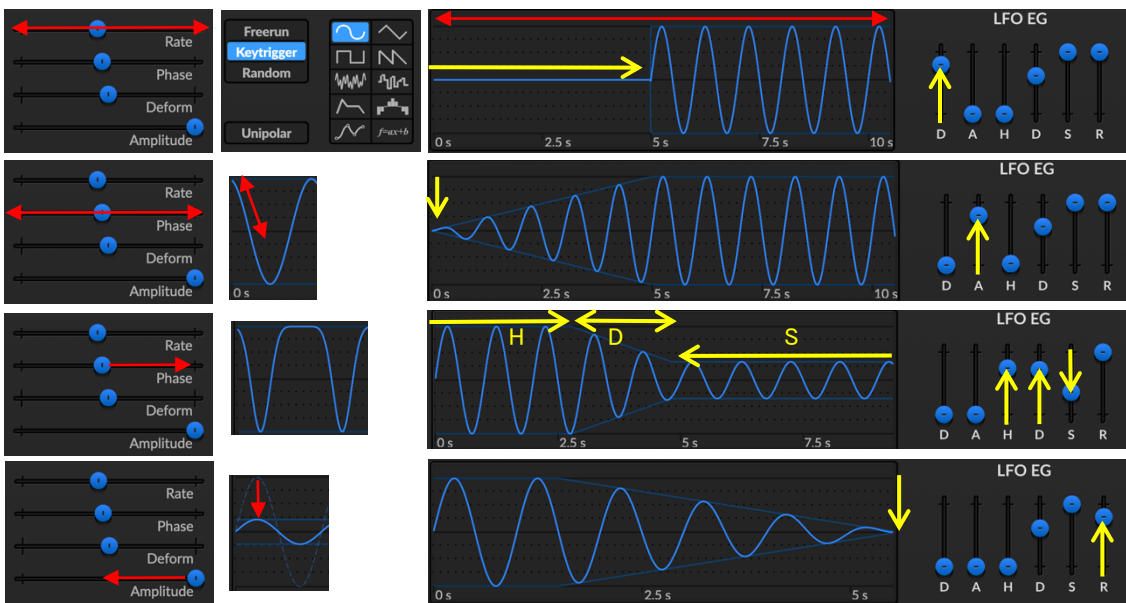 Rate
Phase
Deform
Amplitude
Freerun
Keytrigger
Random
Unipolar
f=ax+b
0 s 2.5 s 5 s 7.5 s 10 s
LFO EG
D A H D S R
Rate
Phase
Deform
Amplitude
0 s
0 s 2.5 s 5 s 7.5 s 10 s
LFO EG
D A H D S R
Rate
Phase
Deform
Amplitude
H D S
0 s 2.5 s 5 s 7.5 s
LFO EG
D A H D S R
Rate
Phase
Deform
Amplitude
0 s 2.5 s 5 s
LFO EG
D A H D S R